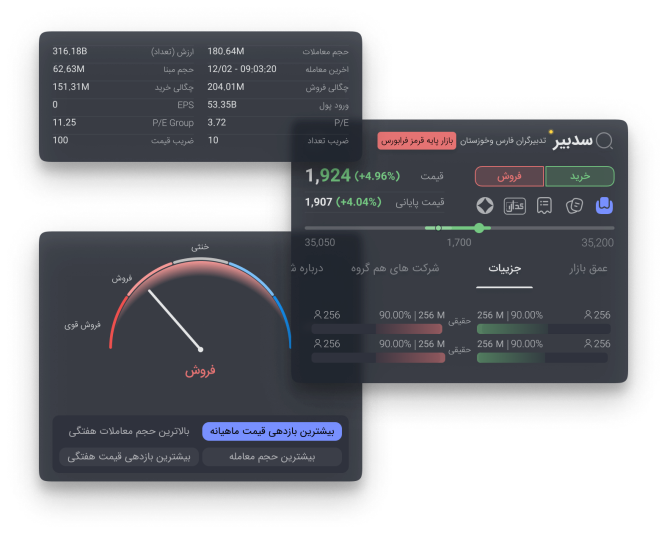 حجم معاملات 180,64M ارزش (تعداد) 316,18B
آخرین معامله 12/02 - 09:03:20 حجم مبنا 62,63M
چگالی فروش 204.01M چگالی خرید 151.31M
ورود پول 53.35B EPS 0
P/E 3.72 P/E Group 11,25
ضریب تعداد 10 ضریب قیمت 100
سدبیر تدبیرگران فارس وخوزستان بازار پایه قرمز فرابورس
خرید فروش قیمت 1,924 (+4.96%)
کدال قیمت پایانی 1,907 (+4.04%)
35,050 1,700 35,200
عمق بازار جزییات شرکت های هم گروه درباره ش
256 90.00% | 256 M حقیقی 256 M | 90.00% 256
256 90.00% | 256 M حقیقی 256 M | 90.00% 256
خنثی
فروش
فروش قوی
فروش
بیشترین بازدهی قیمت ماهیانه بالاترین حجم معاملات هفتگی
بیشترین حجم معامله بیشترین بازدهی قیمت هفتگی